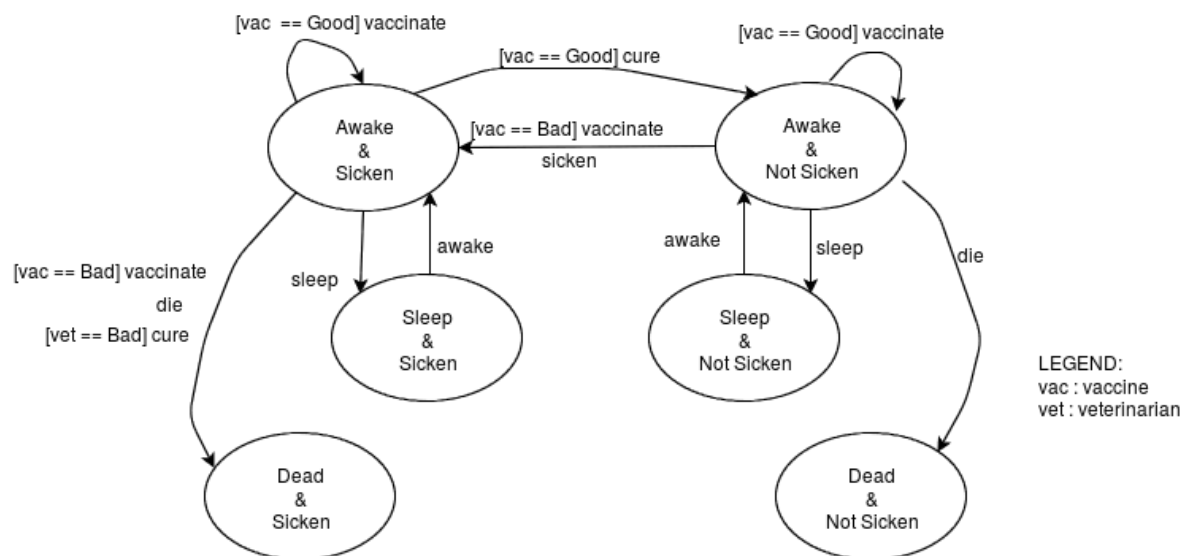 [vac  == Good] vaccinate
[vac == Good] vaccinate
[vac == Good] cure
Awake
&
Sicken
Awake
&
Not Sicken
[vac == Bad] vaccinate
sicken
awake
awake
sleep
sleep
die
[vac == Bad] vaccinate
die
[vet == Bad] cure
Sleep
&
Sicken
Sleep
&
Not Sicken
LEGEND:
vac : vaccine
vet : veterinarian
Dead
&
Sicken
Dead
&
Not Sicken